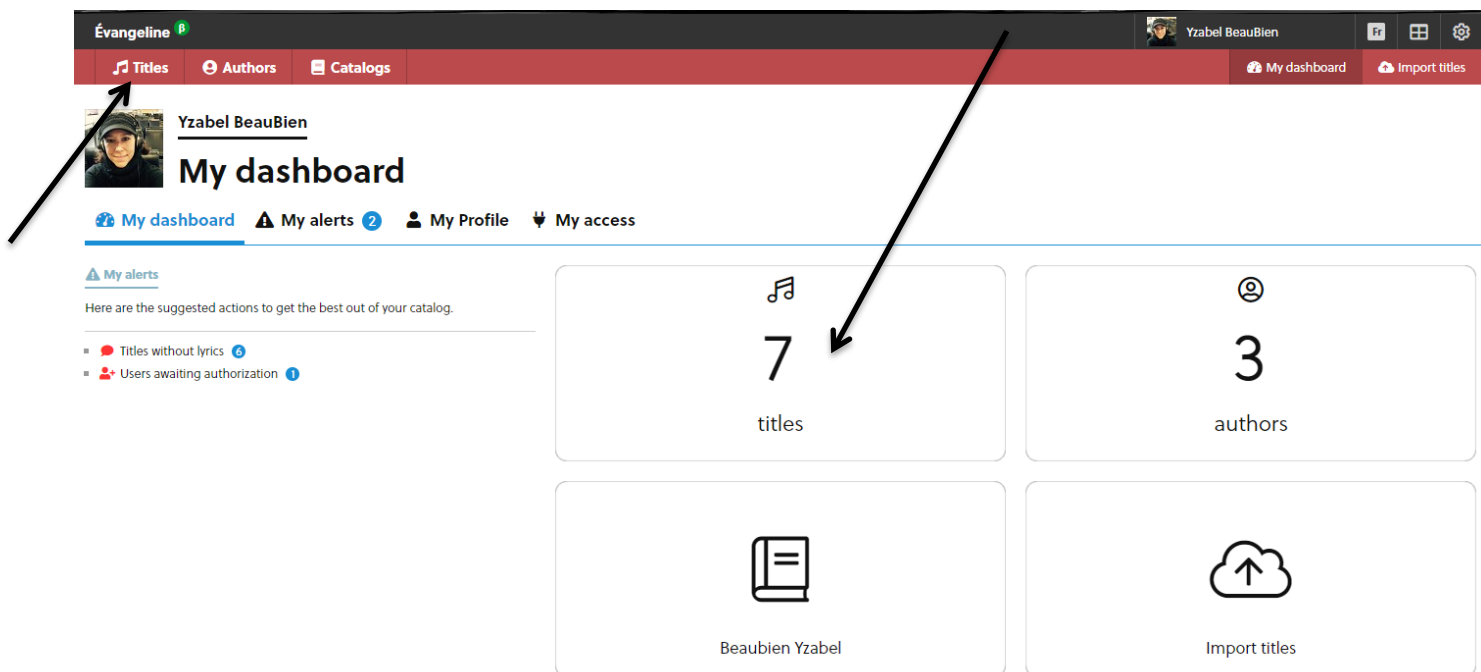 Évangeline β
Yzabel BeauBien
Fr
Titles
Authors
Catalogs
My dashboard
Import titles
Yzabel BeauBien
My dashboard
My dashboard
My alerts 2
My Profile
My access
My alerts
Here are the suggested actions to get the best out of your catalog.
Titles without lyrics 6
Users awaiting authorization 1
7
titles
3
authors
Beaubien Yzabel
Import titles